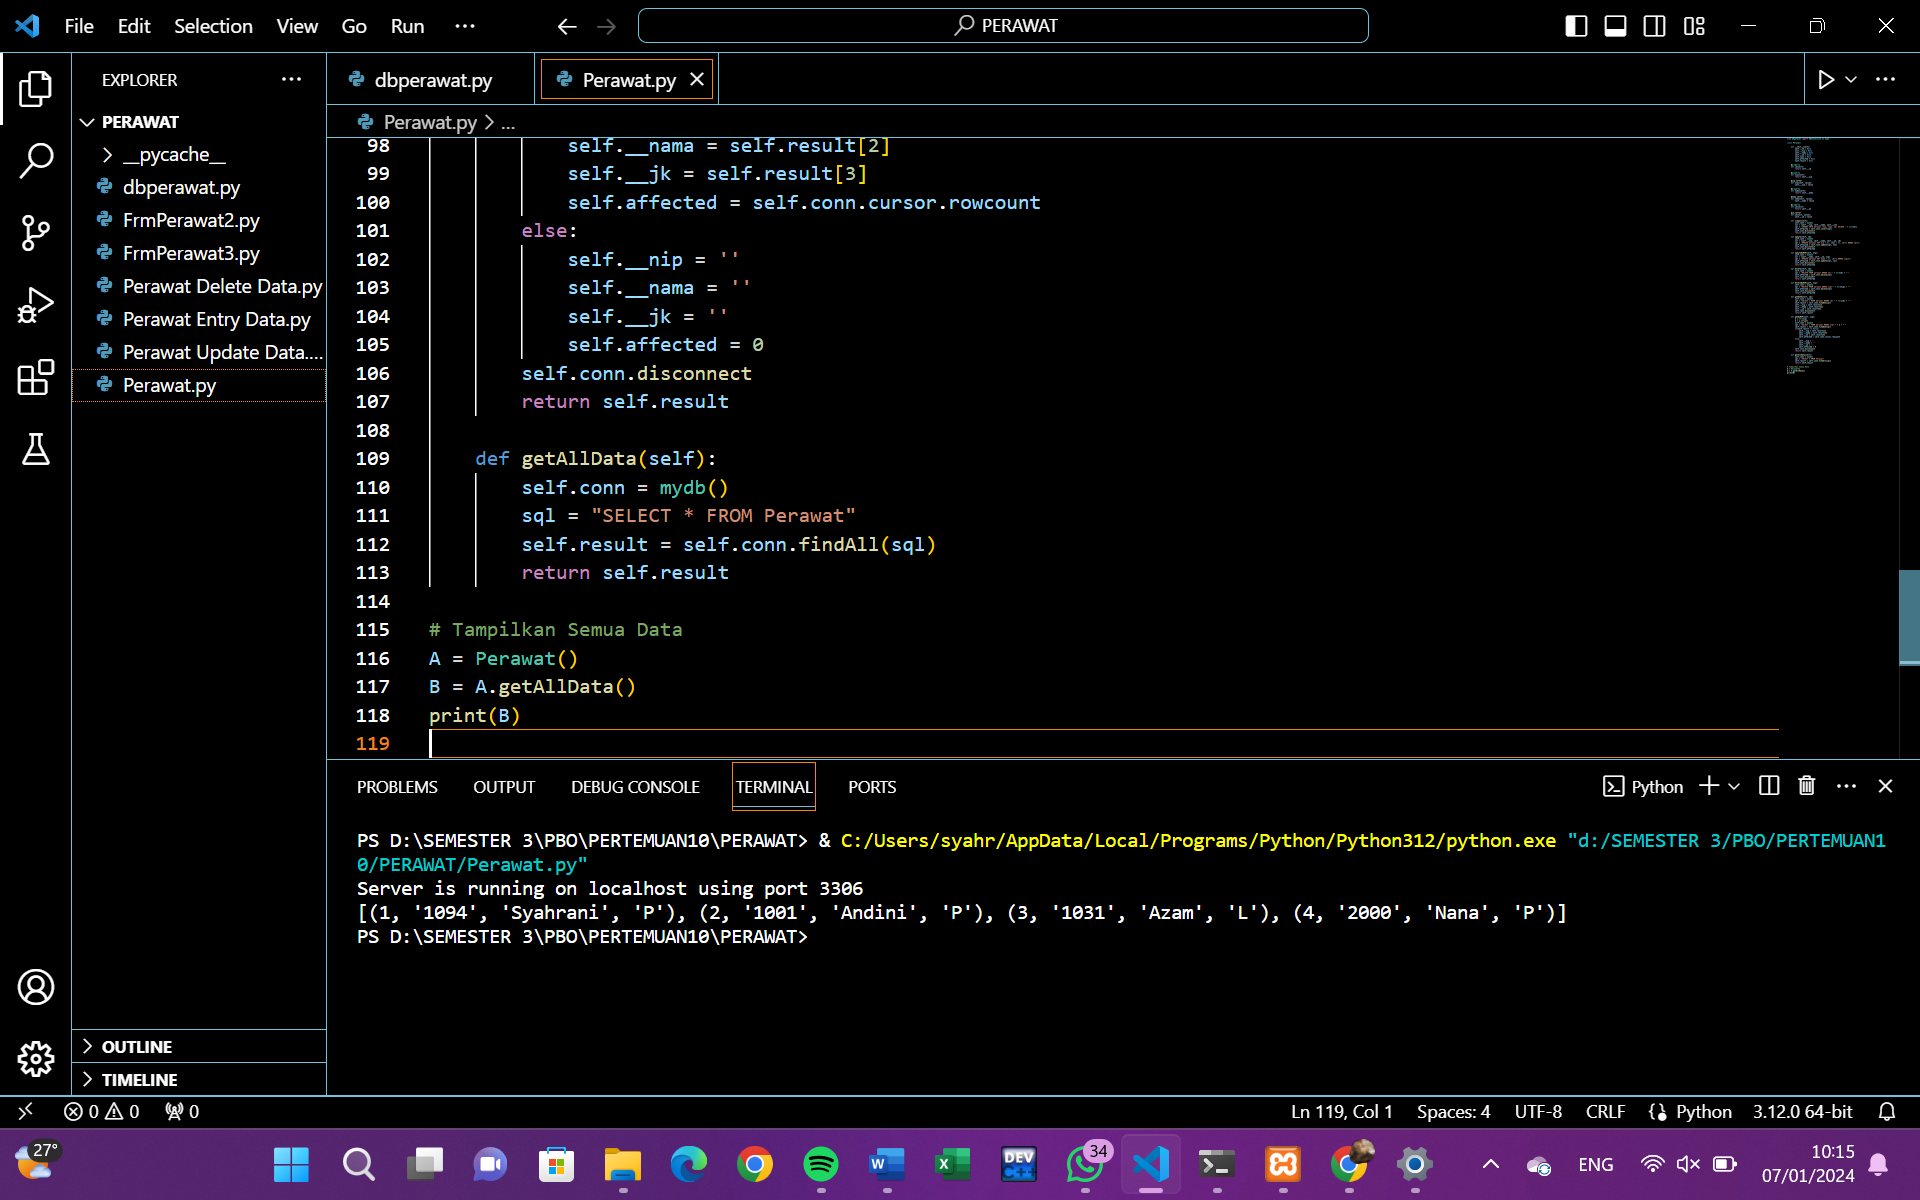 File Edit Selection View Go Run ···
PERAWAT
EXPLORER
PERAWAT
__pycache__
dbperawat.py
FrmPerawat2.py
FrmPerawat3.py
Perawat Delete Data.py
Perawat Entry Data.py
Perawat Update Data....
Perawat.py
OUTLINE
TIMELINE
dbperawat.py Perawat.py
Perawat.py > ...
98 self.__nama = self.result[2]
99 self.__jk = self.result[3]
100 self.affected = self.conn.cursor.rowcount
101 else:
102 self.__nip = ''
103 self.__nama = ''
104 self.__jk = ''
105 self.affected = 0
106 self.conn.disconnect
107 return self.result
108
109 def getAllData(self):
110 self.conn = mydb()
111 sql = "SELECT * FROM Perawat"
112 self.result = self.conn.findAll(sql)
113 return self.result
114
115 # Tampilkan Semua Data
116 A = Perawat()
117 B = A.getAllData()
118 print(B)
119
PROBLEMS OUTPUT DEBUG CONSOLE TERMINAL PORTS
Python
PS D:\SEMESTER 3\PBO\PERTEMUAN10\PERAWAT> & C:/Users/syahr/AppData/Local/Programs/Python/Python312/python.exe "d:/SEMESTER 3/PBO/PERTEMUAN1
0/PERAWAT/Perawat.py"
Server is running on localhost using port 3306
[(1, '1094', 'Syahrani', 'P'), (2, '1001', 'Andini', 'P'), (3, '1031', 'Azam', 'L'), (4, '2000', 'Nana', 'P')]
PS D:\SEMESTER 3\PBO\PERTEMUAN10\PERAWAT>
0 0 0
Ln 119, Col 1 Spaces: 4 UTF-8 CRLF Python 3.12.0 64-bit
27°
DEV
C++
34
ENG
10:15
07/01/2024